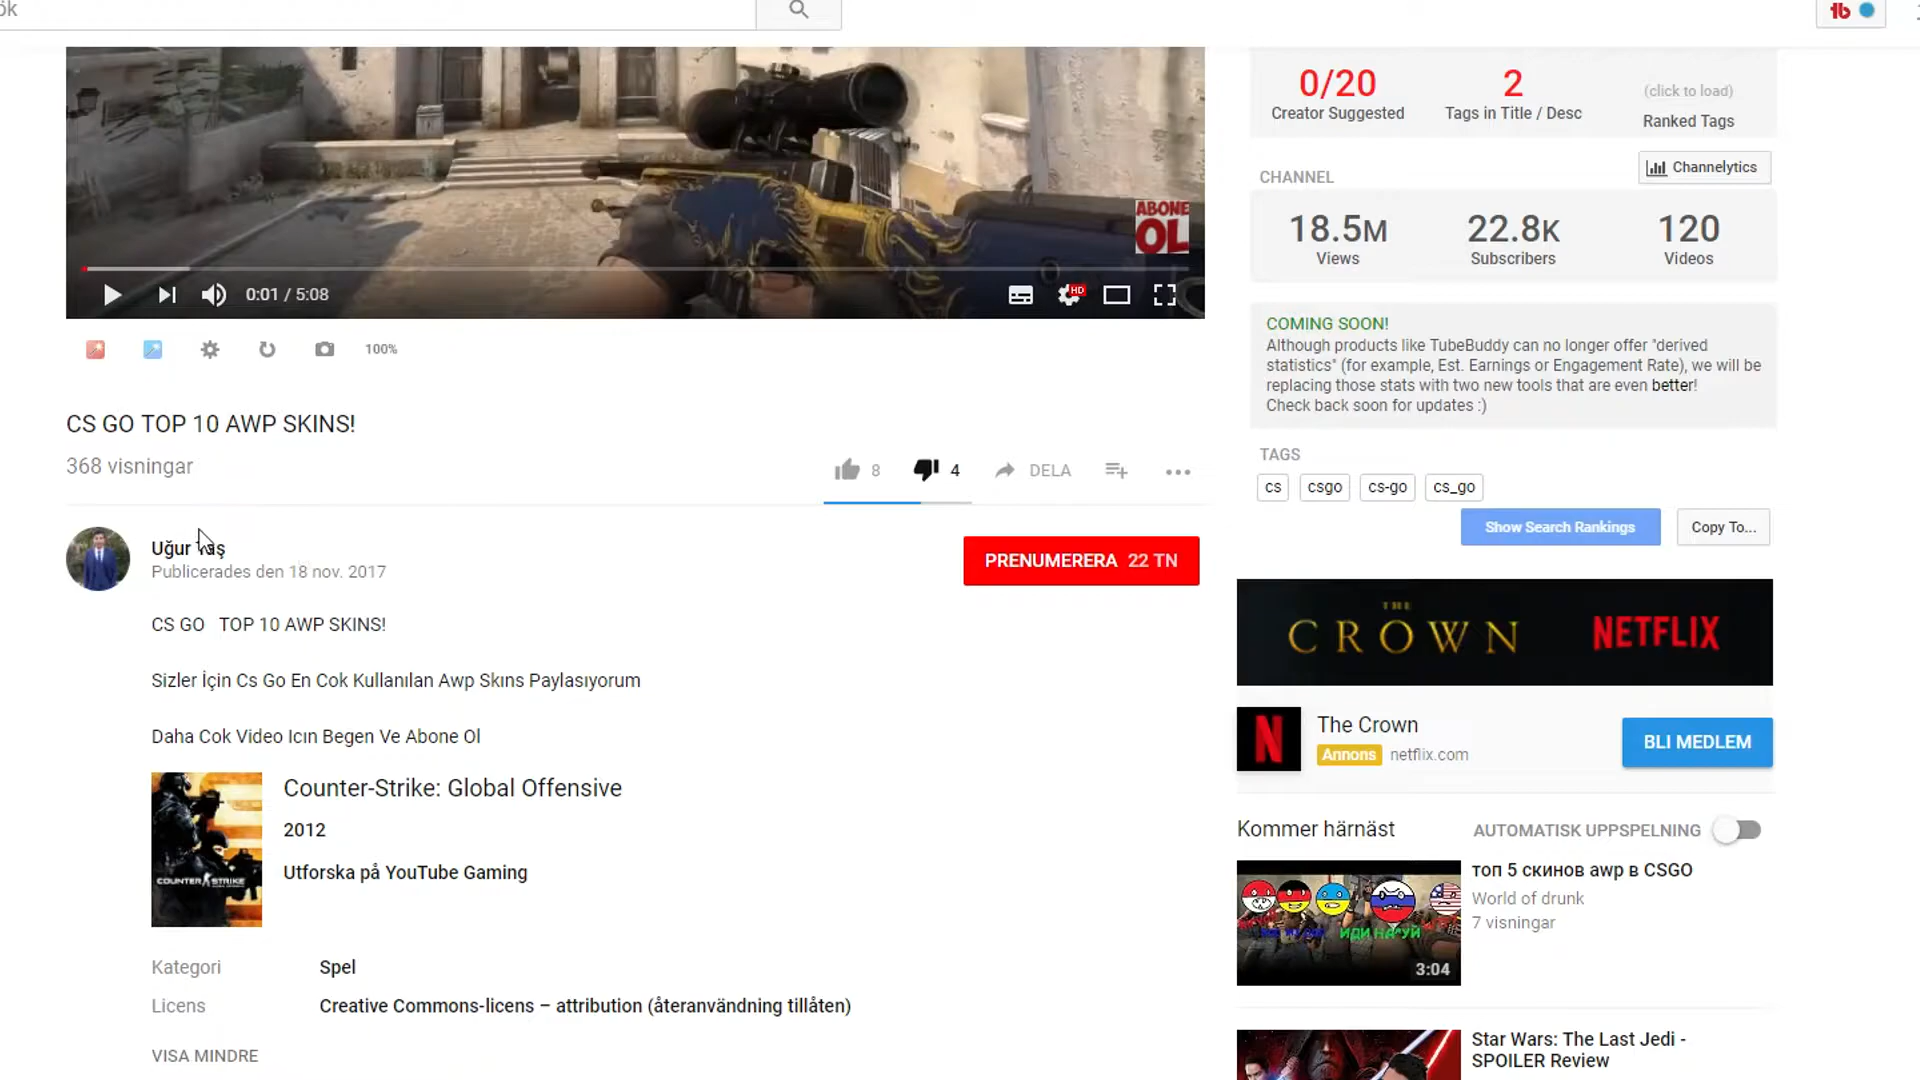 ök
ABONE
OL
0:01 / 5:08
HD
100%
CS GO TOP 10 AWP SKINS!
368 visningar
8
4
DELA
Uğur Taş
Publicerades den 18 nov. 2017
PRENUMERERA 22 TN
CS GO TOP 10 AWP SKINS!
Sizler İçin Cs Go En Cok Kullanılan Awp Skıns Paylasıyorum
Daha Cok Video Icın Begen Ve Abone Ol
COUNTER STRIKE
Counter-Strike: Global Offensive
2012
Utforska på YouTube Gaming
Kategori Spel
Licens Creative Commons-licens – attribution (återanvändning tillåten)
VISA MINDRE
0/20
Creator Suggested
2
Tags in Title / Desc
(click to load)
Ranked Tags
CHANNEL
Channelytics
18.5M
Views
22.8K
Subscribers
120
Videos
COMING SOON!
Although products like TubeBuddy can no longer offer "derived
statistics" (for example, Est. Earnings or Engagement Rate), we will be
replacing those stats with two new tools that are even better!
Check back soon for updates :)
TAGS
cs csgo cs-go cs_go
Show Search Rankings Copy To...
THE
CROWN
NETFLIX
N
The Crown
Annons netflix.com
BLI MEDLEM
Kommer härnäst
AUTOMATISK UPPSPELNING
3:04
топ 5 скинов awp в CSGO
World of drunk
7 visningar
Star Wars: The Last Jedi -
SPOILER Review